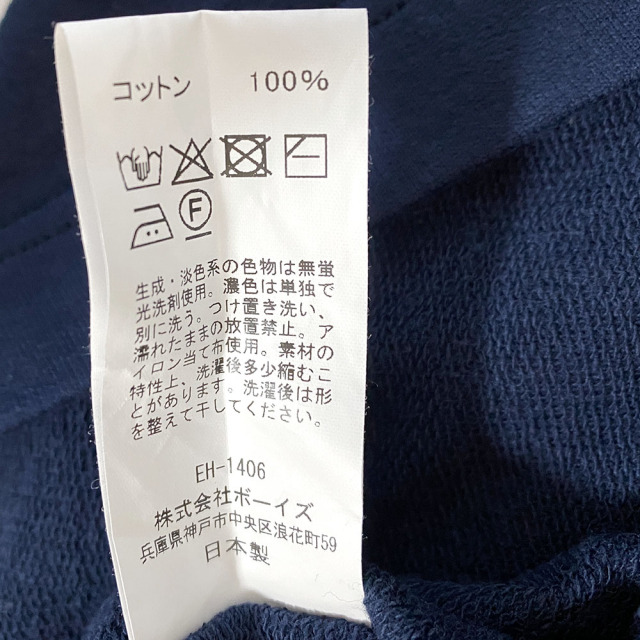 コットン 100%
F
生成・淡色系の色物は無蛍
光洗剤使用。濃色は単独で
別に洗う。つけ置き洗い、
濡れたままの放置禁止。ア
イロン当て布使用。素材の
特性上、洗濯後多少縮むこ
とがあります。洗濯後は形
を整えて干してください。
EH-1406
株式会社ボーイズ
兵庫県神戸市中央区浪花町59
日本製